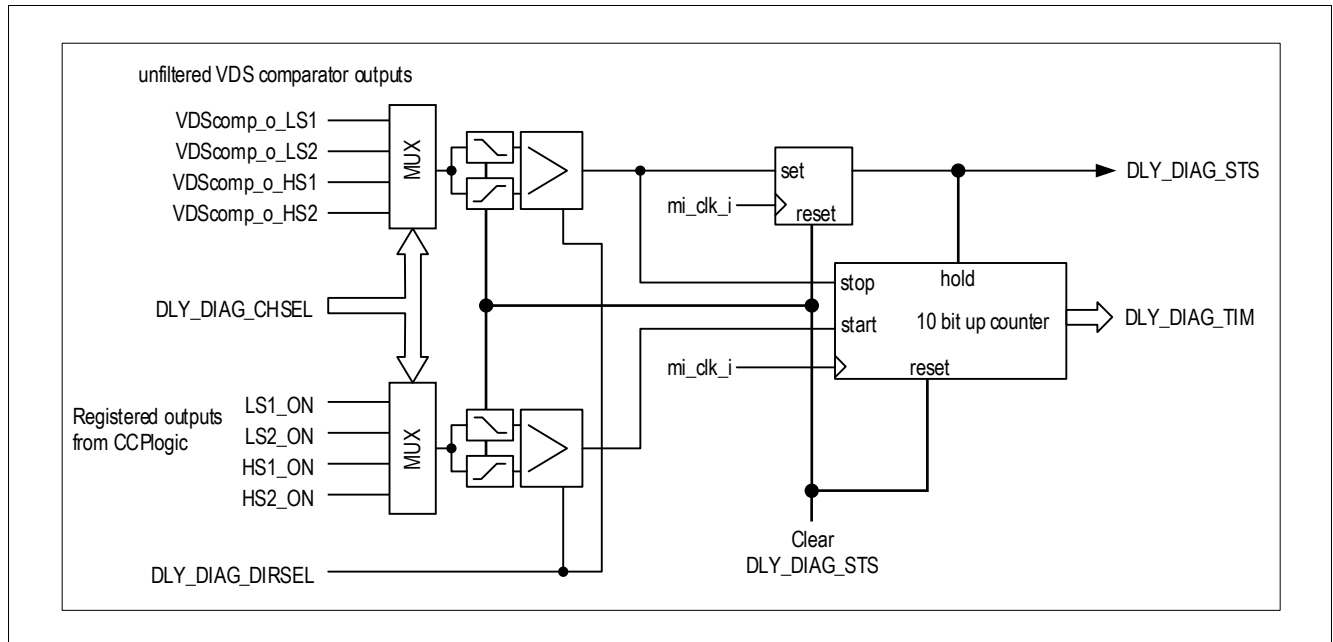 unfiltered VDS comparator outputs
VDScomp_o_LS1
VDScomp_o_LS2
VDScomp_o_HS1
VDScomp_o_HS2
MUX
set
reset
mi_clk_i
DLY_DIAG_STS
DLY_DIAG_CHSEL
stop
hold
start
10 bit up counter
reset
mi_clk_i
DLY_DIAG_TIM
Registered outputs
from CCPlogic
LS1_ON
LS2_ON
HS1_ON
HS2_ON
MUX
Clear
DLY_DIAG_STS
DLY_DIAG_DIRSEL